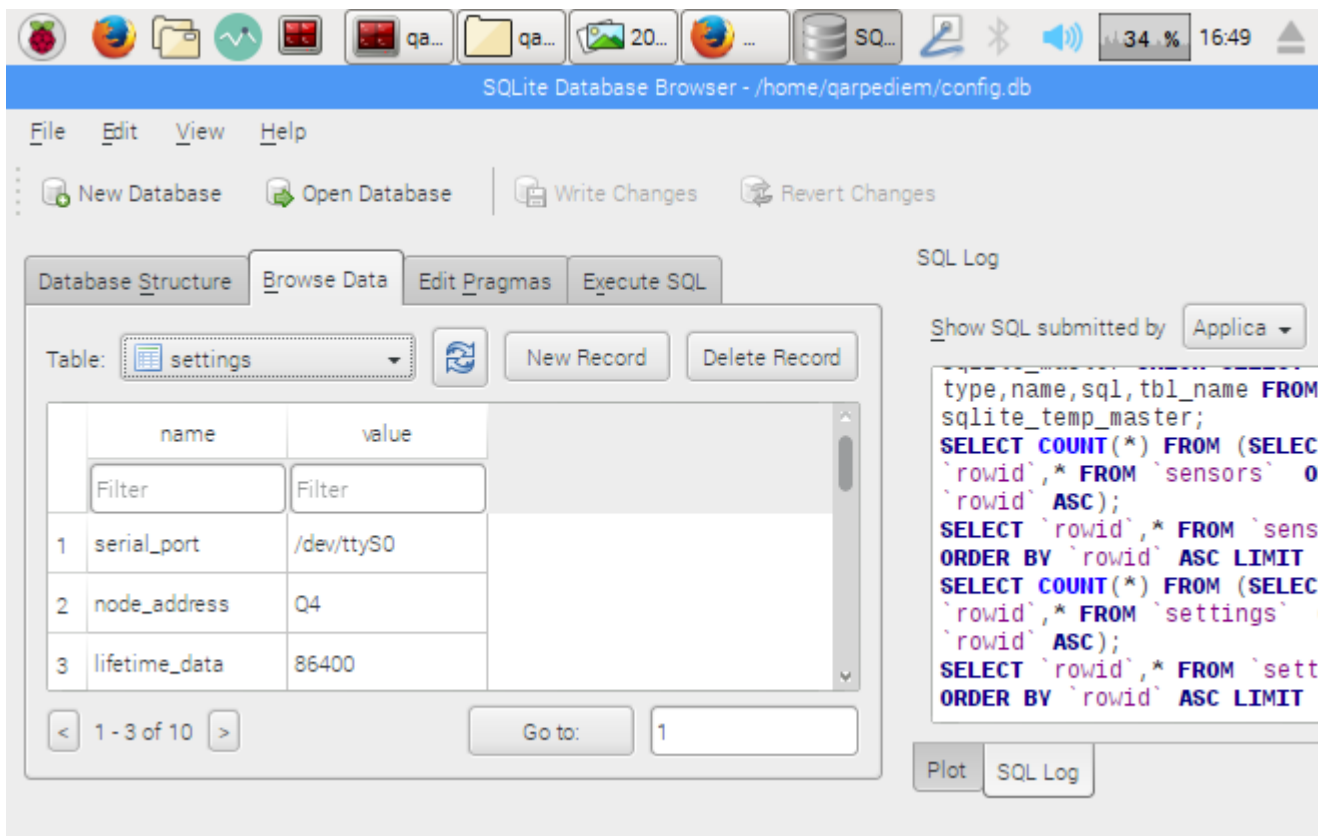 qa...
qa...
20...
...
SQ...
34 %
16:49
SQLite Database Browser - /home/qarpediem/config.db
File Edit View Help
New Database Open Database Write Changes Revert Changes
Database Structure Browse Data Edit Pragmas Execute SQL
Table: settings New Record Delete Record
name value
Filter Filter
1 serial_port /dev/ttyS0
2 node_address Q4
3 lifetime_data 86400
< 1 - 3 of 10 > Go to: 1
SQL Log
Show SQL submitted by Applica
type,name,sql,tbl_name FROM
sqlite_temp_master;
SELECT COUNT(*) FROM (SELEC
`rowid`,* FROM `sensors` O
`rowid` ASC);
SELECT `rowid`,* FROM `sens
ORDER BY `rowid` ASC LIMIT
SELECT COUNT(*) FROM (SELEC
`rowid`,* FROM `settings`
`rowid` ASC);
SELECT `rowid`,* FROM `sett
ORDER BY `rowid` ASC LIMIT
Plot SQL Log